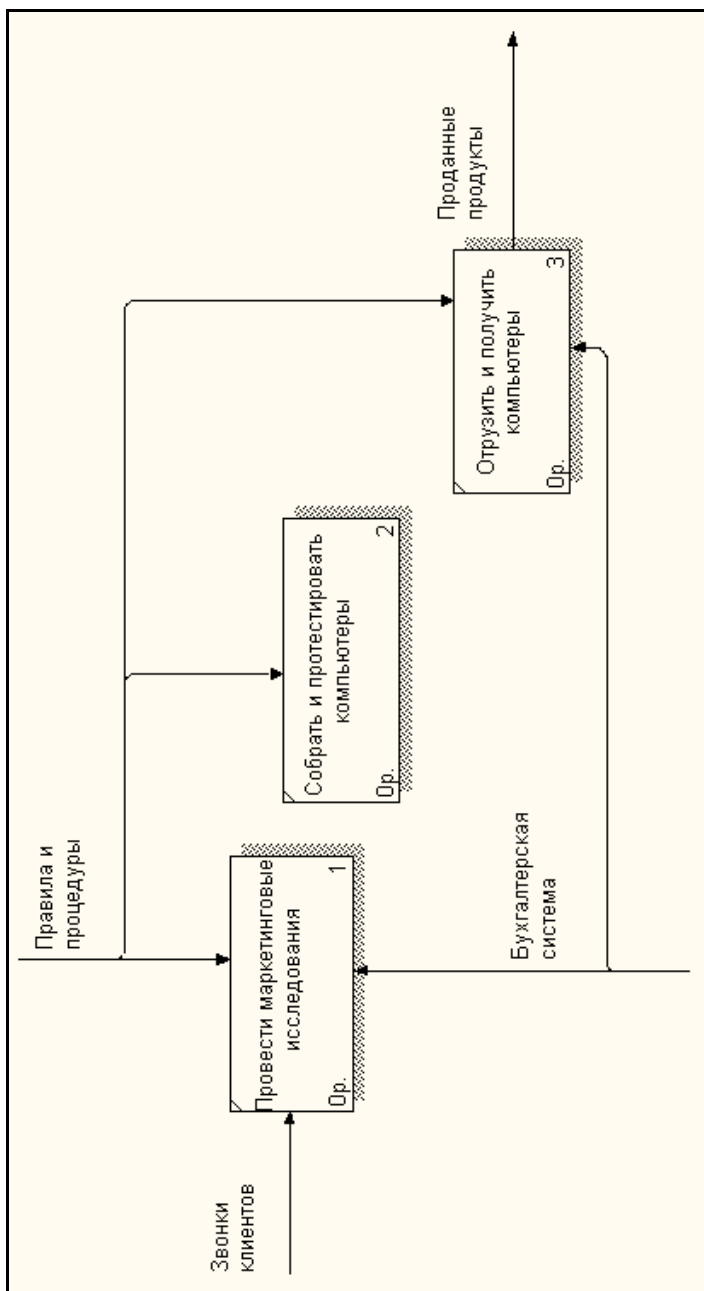 Правила и
процедуры
Звонки
клиентов
Провести маркетинговые
исследования
0р.
1
Собрать и протестировать
компьютеры
0р.
2
Отрузить и получить
компьютеры
0р.
3
Проданные
продукты
Бухгалтерская
система